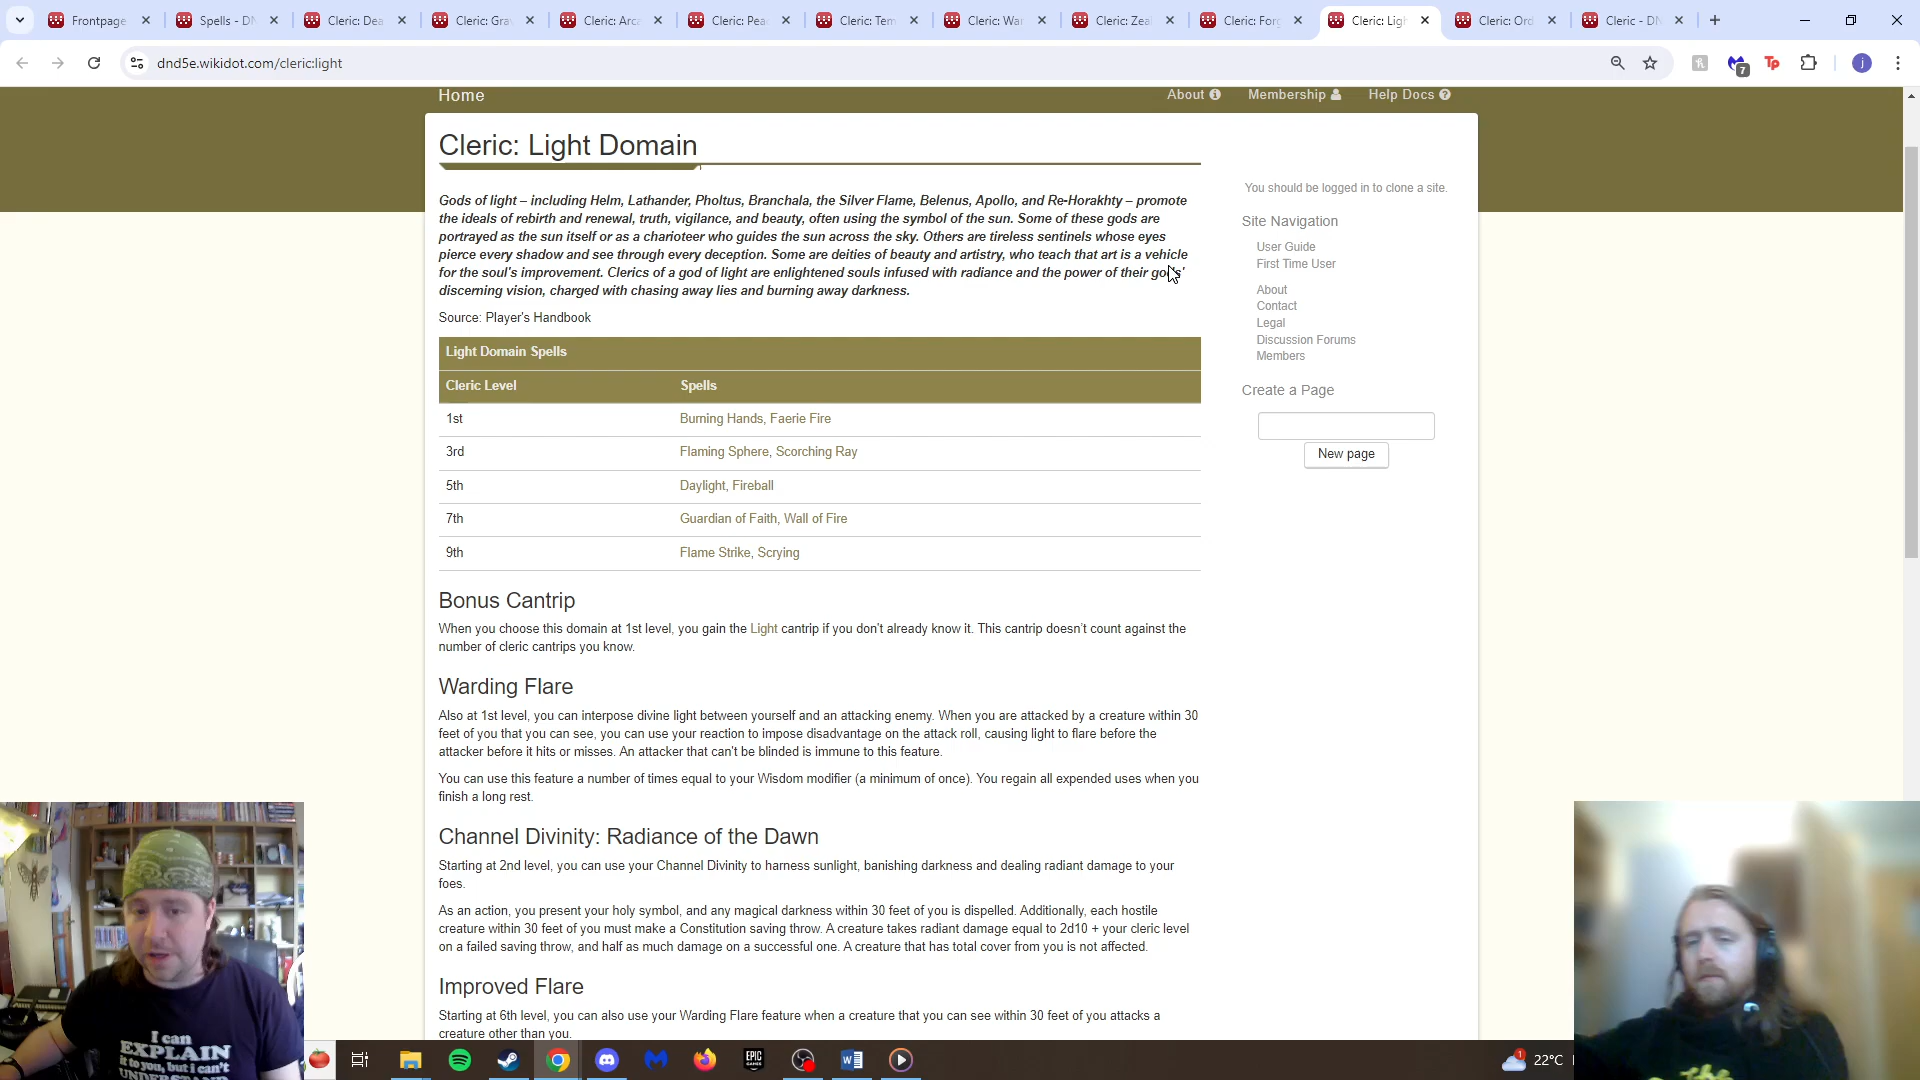 Frontpage
Spells - DN
Cleric: Dea
Cleric: Grav
Cleric: Arca
Cleric: Peac
Cleric: Tem
Cleric: War
Cleric: Zeal
Cleric: Forg
Cleric: Ligh
Cleric: Ord
Cleric - DN
dnd5e.wikidot.com/cleric:light
7
Tp
j
Home
About
Membership
Help Docs
Cleric: Light Domain
Gods of light – including Helm, Lathander, Pholtus, Branchala, the Silver Flame, Belenus, Apollo, and Re-Horakhty – promote
the ideals of rebirth and renewal, truth, vigilance, and beauty, often using the symbol of the sun. Some of these gods are
portrayed as the sun itself or as a charioteer who guides the sun across the sky. Others are tireless sentinels whose eyes
pierce every shadow and see through every deception. Some are deities of beauty and artistry, who teach that art is a vehicle
for the soul's improvement. Clerics of a god of light are enlightened souls infused with radiance and the power of their gods'
discerning vision, charged with chasing away lies and burning away darkness.
Source: Player's Handbook
Light Domain Spells
Cleric Level Spells
1st Burning Hands, Faerie Fire
3rd Flaming Sphere, Scorching Ray
5th Daylight, Fireball
7th Guardian of Faith, Wall of Fire
9th Flame Strike, Scrying
Bonus Cantrip
When you choose this domain at 1st level, you gain the Light cantrip if you don't already know it. This cantrip doesn't count against the
number of cleric cantrips you know.
Warding Flare
Also at 1st level, you can interpose divine light between yourself and an attacking enemy. When you are attacked by a creature within 30
feet of you that you can see, you can use your reaction to impose disadvantage on the attack roll, causing light to flare before the
attacker before it hits or misses. An attacker that can't be blinded is immune to this feature.
You can use this feature a number of times equal to your Wisdom modifier (a minimum of once). You regain all expended uses when you
finish a long rest.
Channel Divinity: Radiance of the Dawn
Starting at 2nd level, you can use your Channel Divinity to harness sunlight, banishing darkness and dealing radiant damage to your
foes.
As an action, you present your holy symbol, and any magical darkness within 30 feet of you is dispelled. Additionally, each hostile
creature within 30 feet of you must make a Constitution saving throw. A creature takes radiant damage equal to 2d10 + your cleric level
on a failed saving throw, and half as much damage on a successful one. A creature that has total cover from you is not affected.
Improved Flare
Starting at 6th level, you can also use your Warding Flare feature when a creature that you can see within 30 feet of you attacks a
creature other than you.
You should be logged in to clone a site.
Site Navigation
User Guide
First Time User
About
Contact
Legal
Discussion Forums
Members
Create a Page
New page
I can
EXPLAIN
it to you, but I can't
UNDERSTAND
EPIC
GAMES
1
22°C